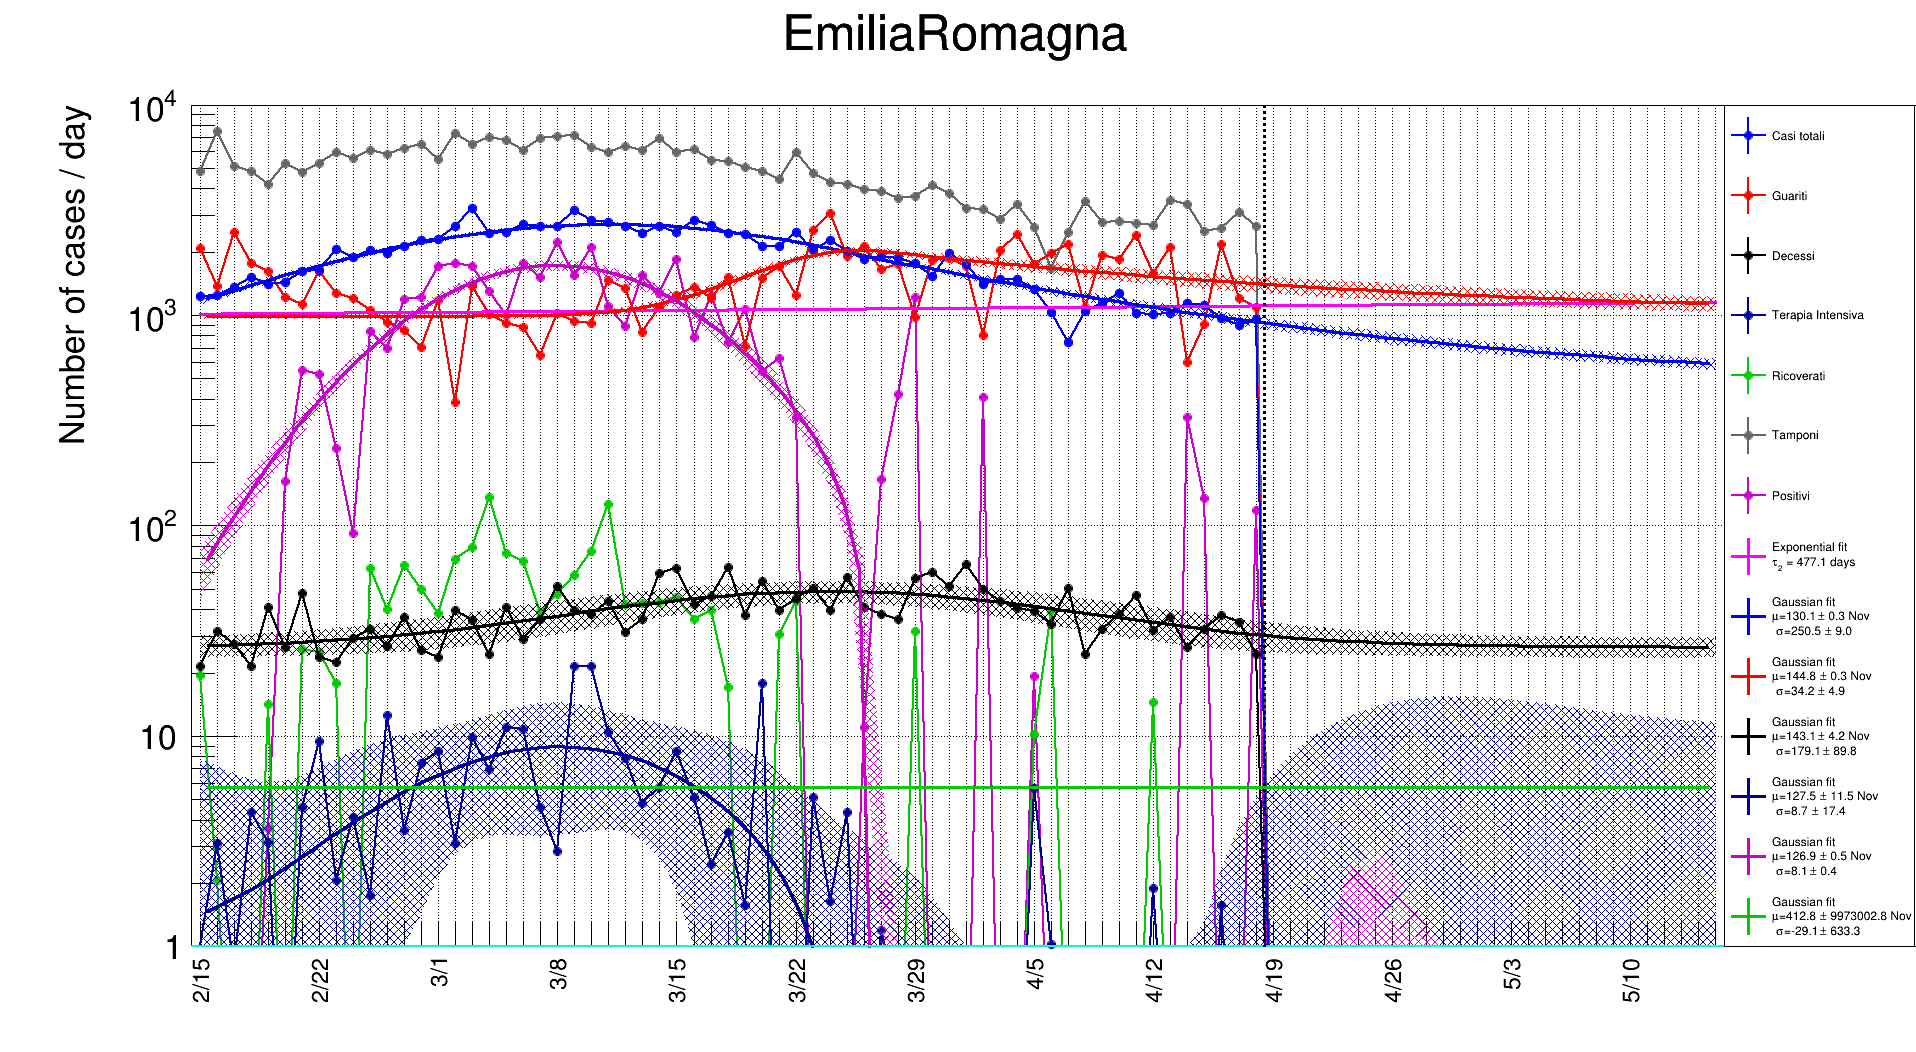 EmiliaRomagna
Number of cases / day
10⁴
10³
10²
10
1
2/15
2/22
3/1
3/8
3/15
3/22
3/29
4/5
4/12
4/19
4/26
5/3
5/10
Casi totali
Guariti
Decessi
Terapia Intensiva
Ricoverati
Tamponi
Positivi
Exponential fit
τ₂ = 477.1 days
Gaussian fit
μ=130.1 ± 0.3 Nov
σ=250.5 ± 9.0
Gaussian fit
μ=144.8 ± 0.3 Nov
σ=34.2 ± 4.9
Gaussian fit
μ=143.1 ± 4.2 Nov
σ=179.1 ± 89.8
Gaussian fit
μ=127.5 ± 11.5 Nov
σ=8.7 ± 17.4
Gaussian fit
μ=126.9 ± 0.5 Nov
σ=8.1 ± 0.4
Gaussian fit
μ=412.8 ± 9973002.8 Nov
σ=-29.1 ± 633.3